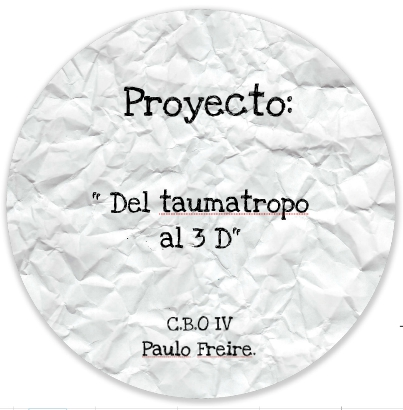 Proyecto:
" Del taumatropo
al 3 D"
C.B.O IV
Paulo Freire.